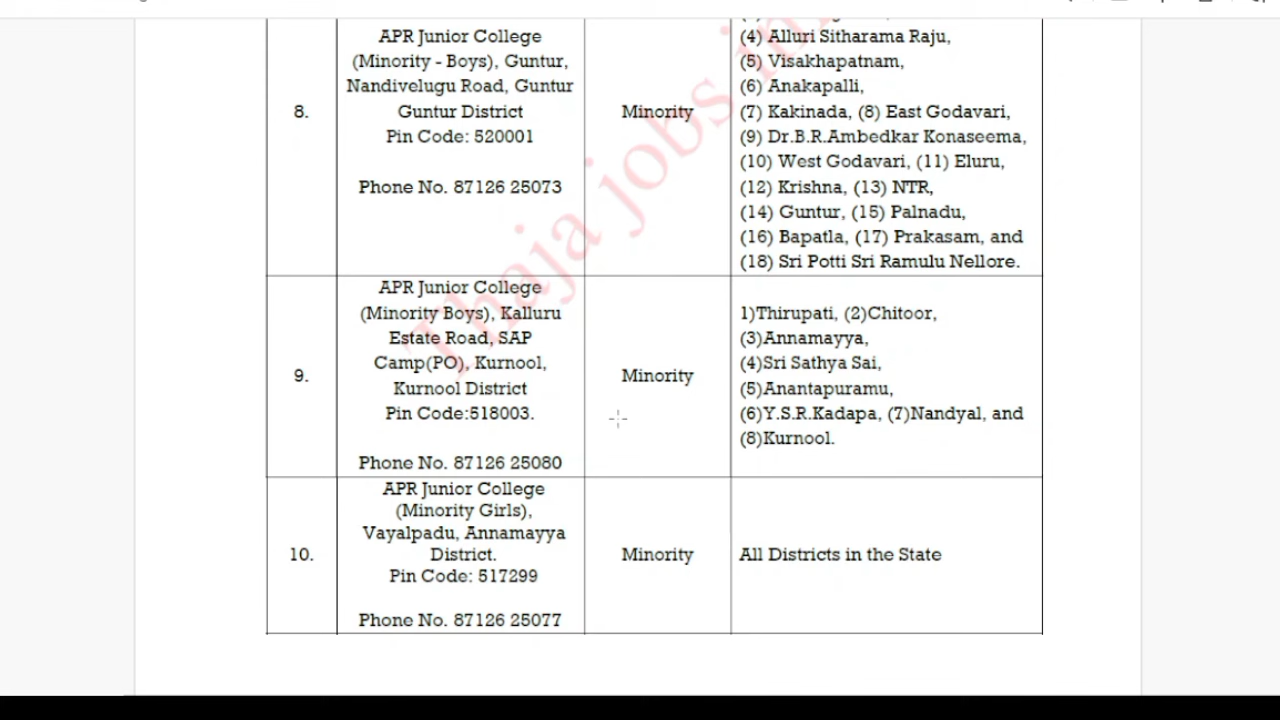 (4) Alluri Sitharama Raju,
(5) Visakhapatnam,
(6) Anakapalli,
(7) Kakinada, (8) East Godavari,
(9) Dr.B.R.Ambedkar Konaseema,
(10) West Godavari, (11) Eluru,
(12) Krishna, (13) NTR,
(14) Guntur, (15) Palnadu,
(16) Bapatla, (17) Prakasam, and
(18) Sri Potti Sri Ramulu Nellore.
8.
APR Junior College
(Minority - Boys), Guntur,
Nandivelugu Road, Guntur
Guntur District
Pin Code: 520001
Phone No. 87126 25073
Minority
9.
APR Junior College
(Minority Boys), Kalluru
Estate Road, SAP
Camp(PO), Kurnool,
Kurnool District
Pin Code:518003.
Phone No. 87126 25080
Minority
1)Thirupati, (2)Chitoor,
(3)Annamayya,
(4)Sri Sathya Sai,
(5)Anantapuramu,
(6)Y.S.R.Kadapa, (7)Nandyal, and
(8)Kurnool.
10.
APR Junior College
(Minority Girls),
Vayalpadu, Annamayya
District.
Pin Code: 517299
Phone No. 87126 25077
Minority
All Districts in the State
Thaja jobs in